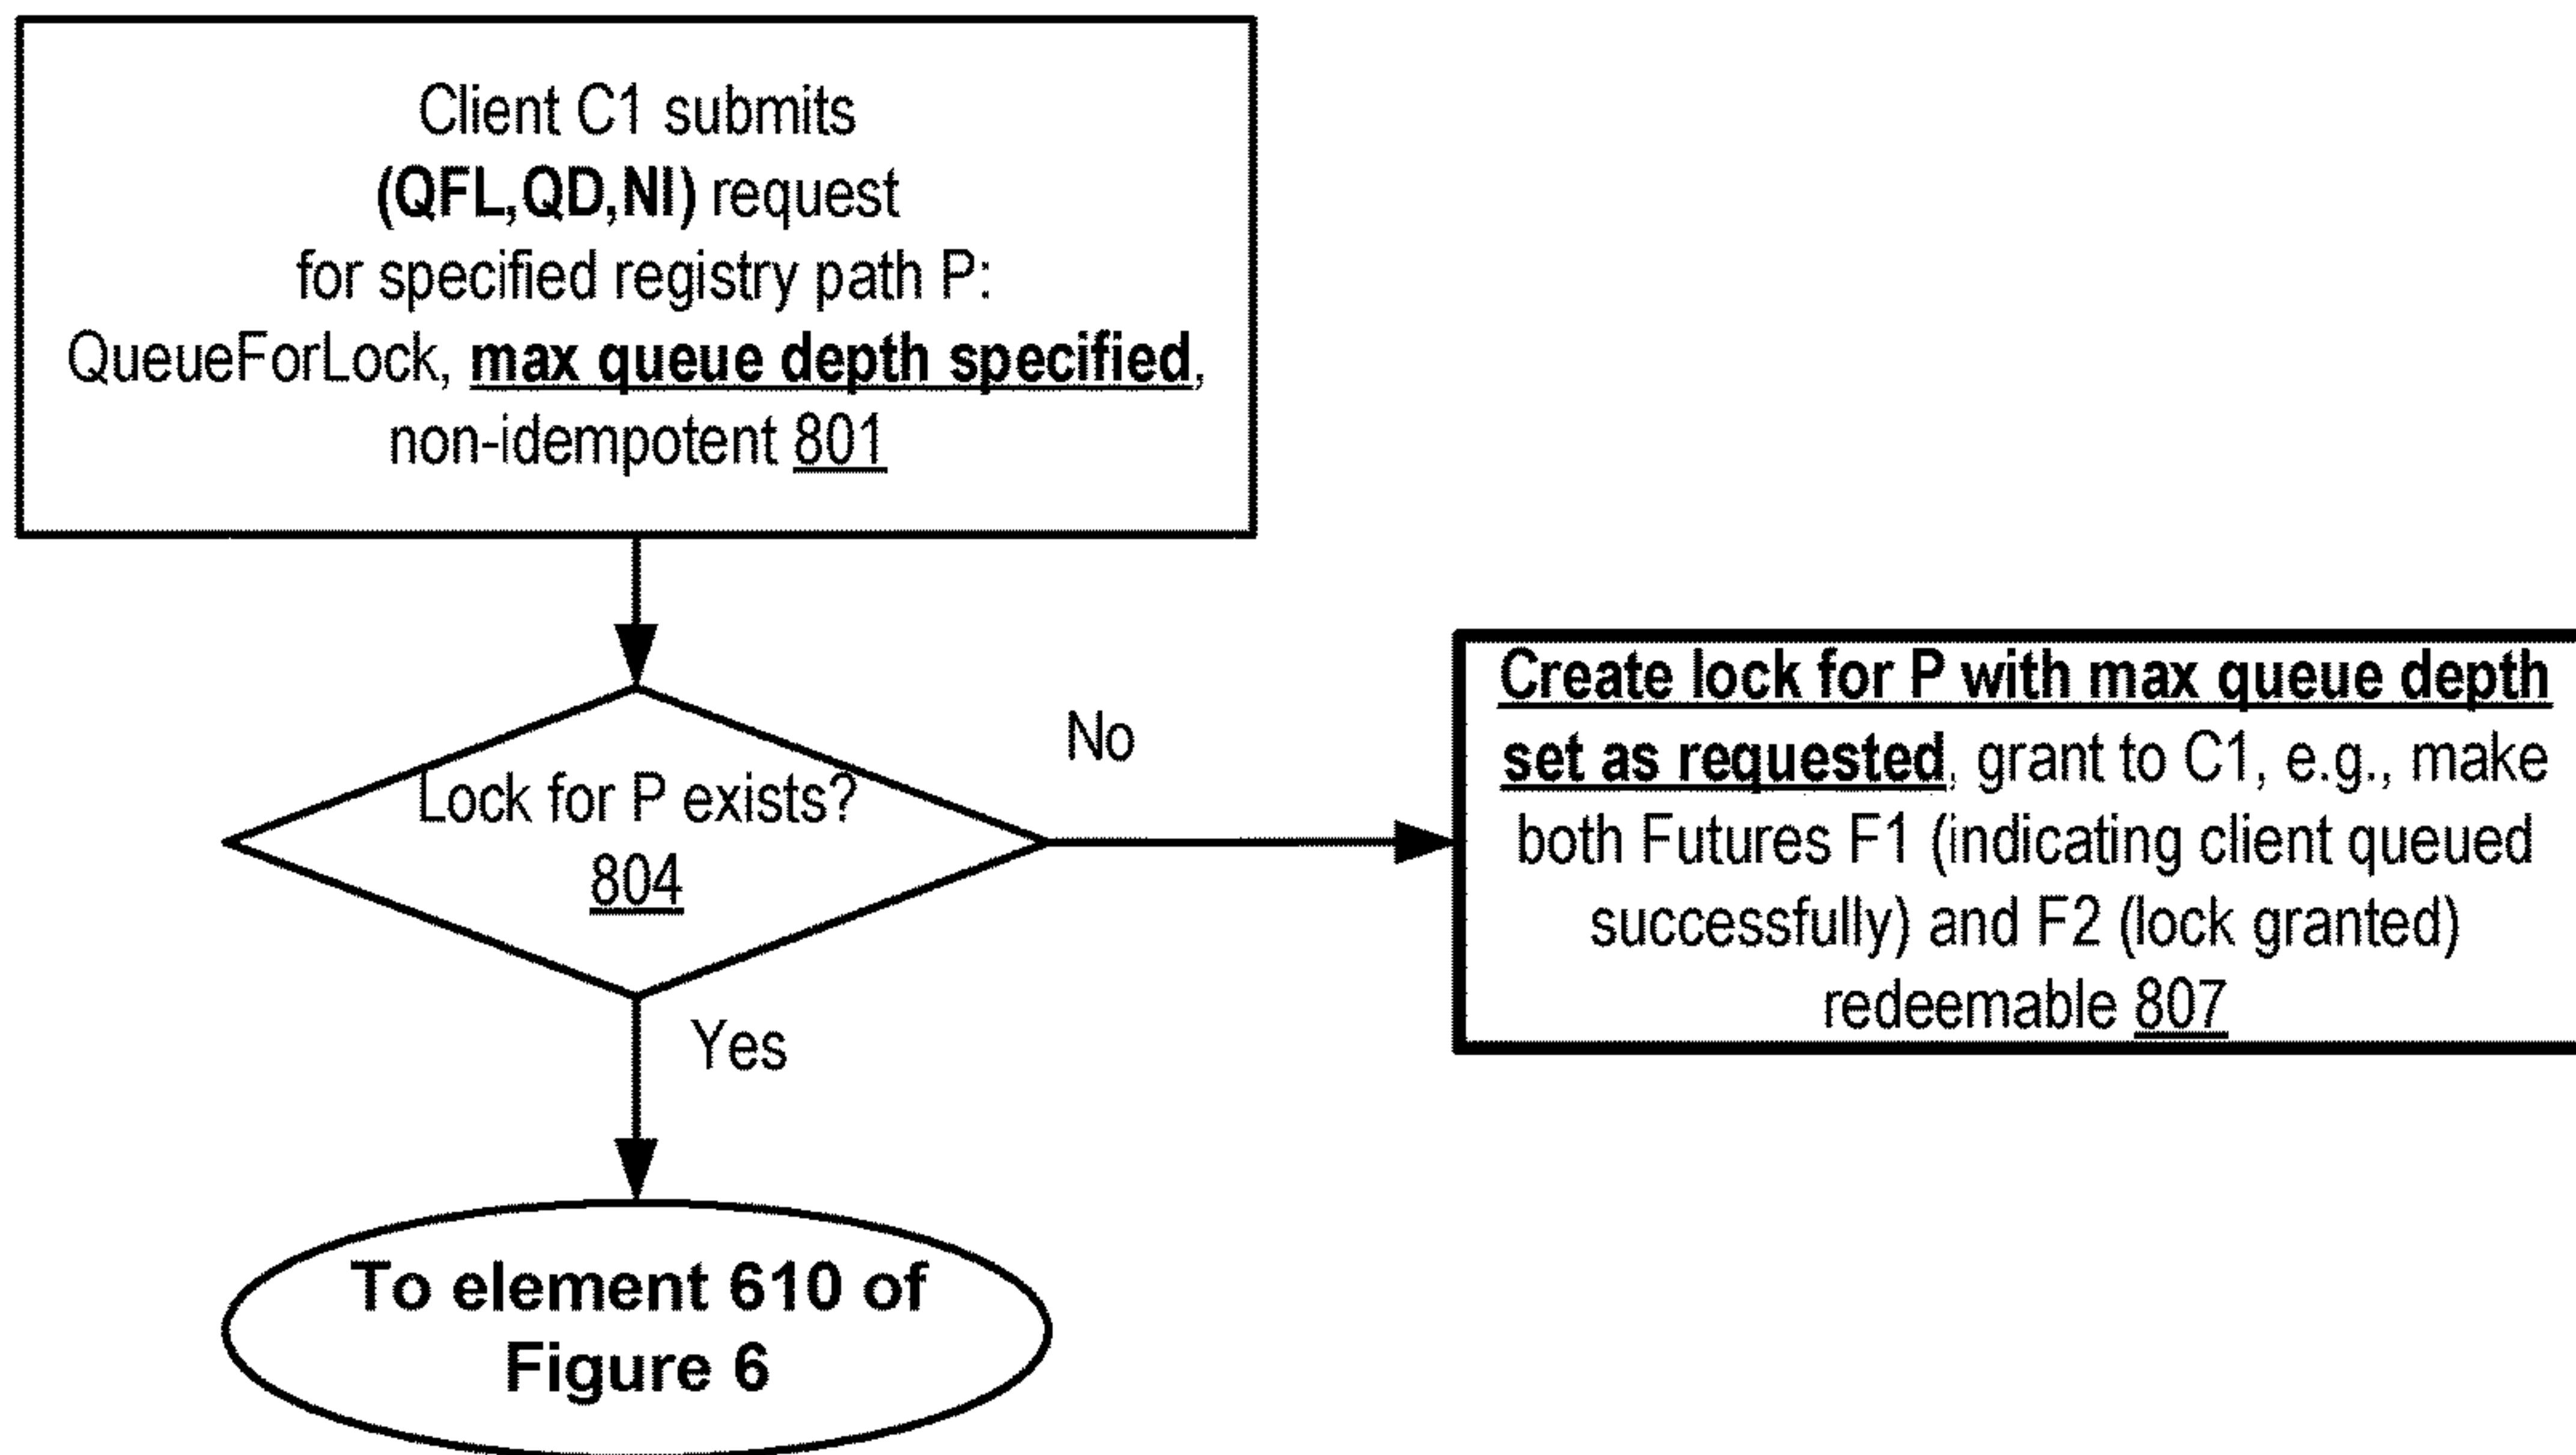 Client C1 submits
(QFL,QD,NI) request
for specified registry path P:
QueueForLock, max queue depth specified,
non-idempotent 801
Lock for P exists?
804
No
Create lock for P with max queue depth
set as requested, grant to C1, e.g., make
both Futures F1 (indicating client queued
successfully) and F2 (lock granted)
redeemable 807
Yes
To element 610 of
Figure 6